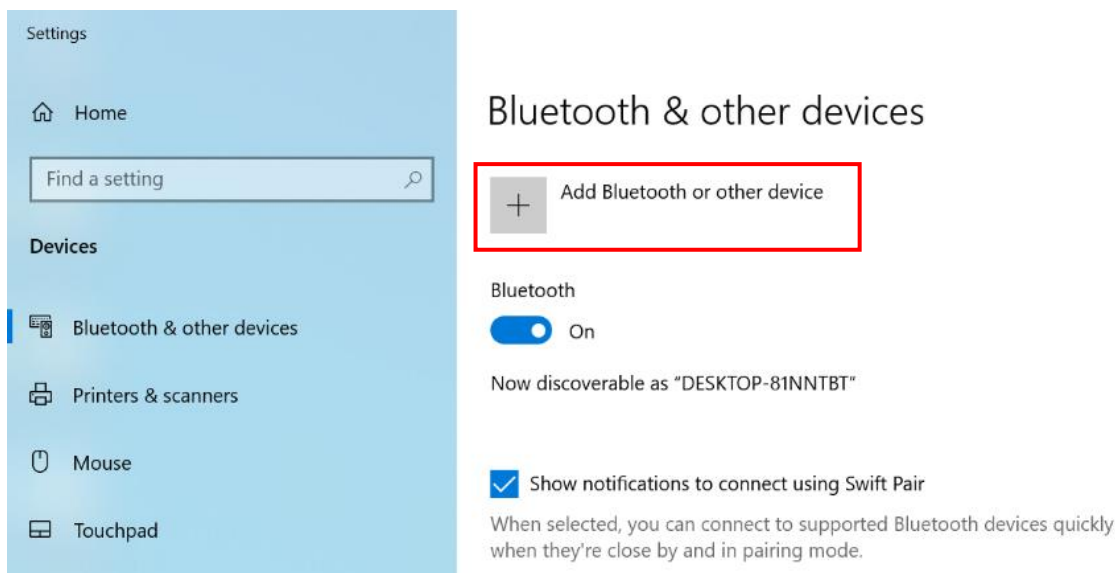 Settings
Home
Find a setting
Devices
Bluetooth & other devices
Printers & scanners
Mouse
Touchpad
Bluetooth & other devices
Add Bluetooth or other device
Bluetooth
On
Now discoverable as “DESKTOP-81NNTBT”
Show notifications to connect using Swift Pair
When selected, you can connect to supported Bluetooth devices quickly
when they're close by and in pairing mode.